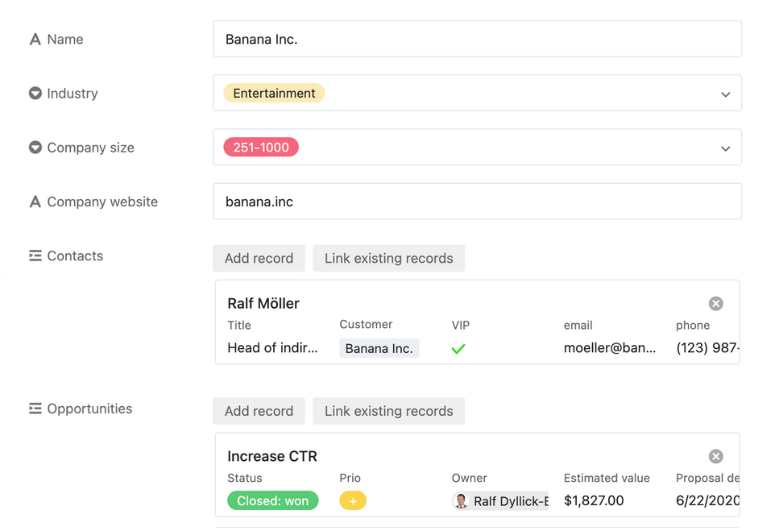 Name
Banana Inc.
Industry
Entertainment
Company size
251-1000
Company website
banana.inc
Contacts
Add record
Link existing records
Ralf Möller
Title
Customer
VIP
email
phone
Head of indir...
Banana Inc.
moeller@ban...
(123) 987-
Opportunities
Add record
Link existing records
Increase CTR
Status
Prio
Owner
Estimated value
Proposal de
Closed: won
+
Ralf Dyllick-B
$1,827.00
6/22/2020